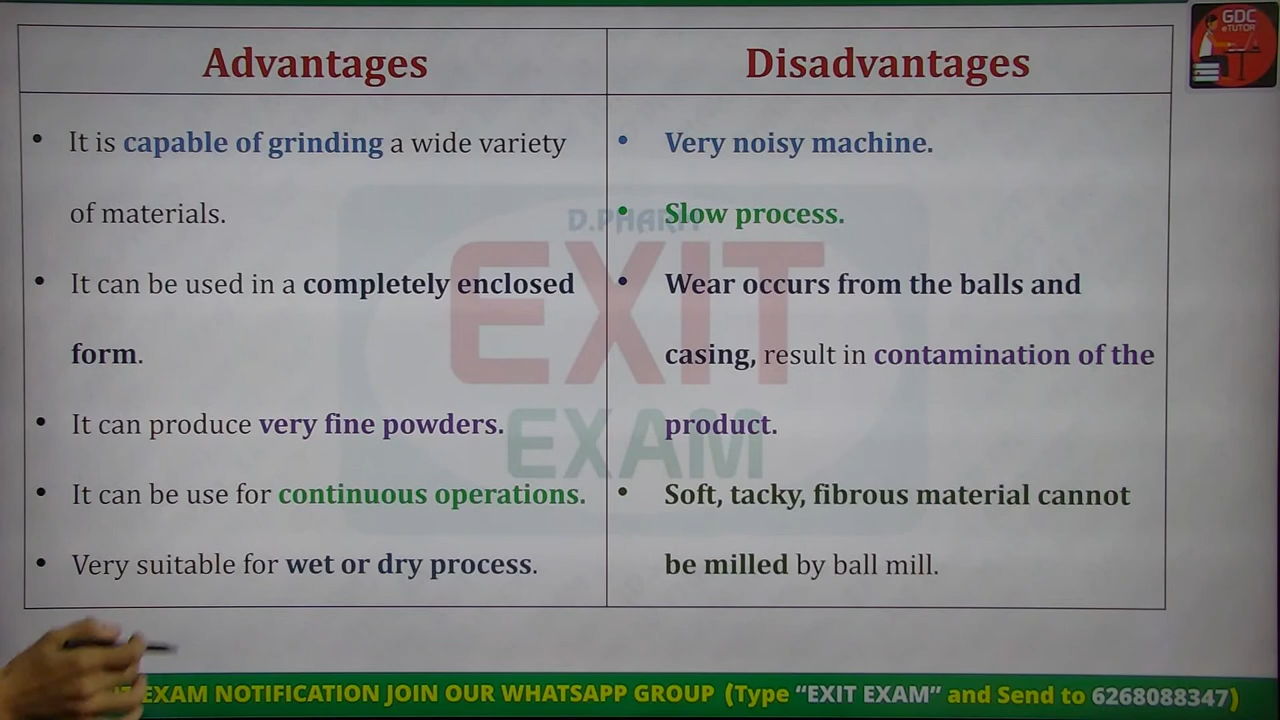 GDC
eTUTOR
Advantages
Disadvantages
• It is capable of grinding a wide variety
of materials.
• It can be used in a completely enclosed
form.
• It can produce very fine powders.
• It can be use for continuous operations.
• Very suitable for wet or dry process.
• Very noisy machine.
• Slow process.
• Wear occurs from the balls and
casing, result in contamination of the
product.
• Soft, tacky, fibrous material cannot
be milled by ball mill.
D.PHARM
EXIT
EXAM
EXAM NOTIFICATION JOIN OUR WHATSAPP GROUP (Type “EXIT EXAM” and Send to 6268088347)